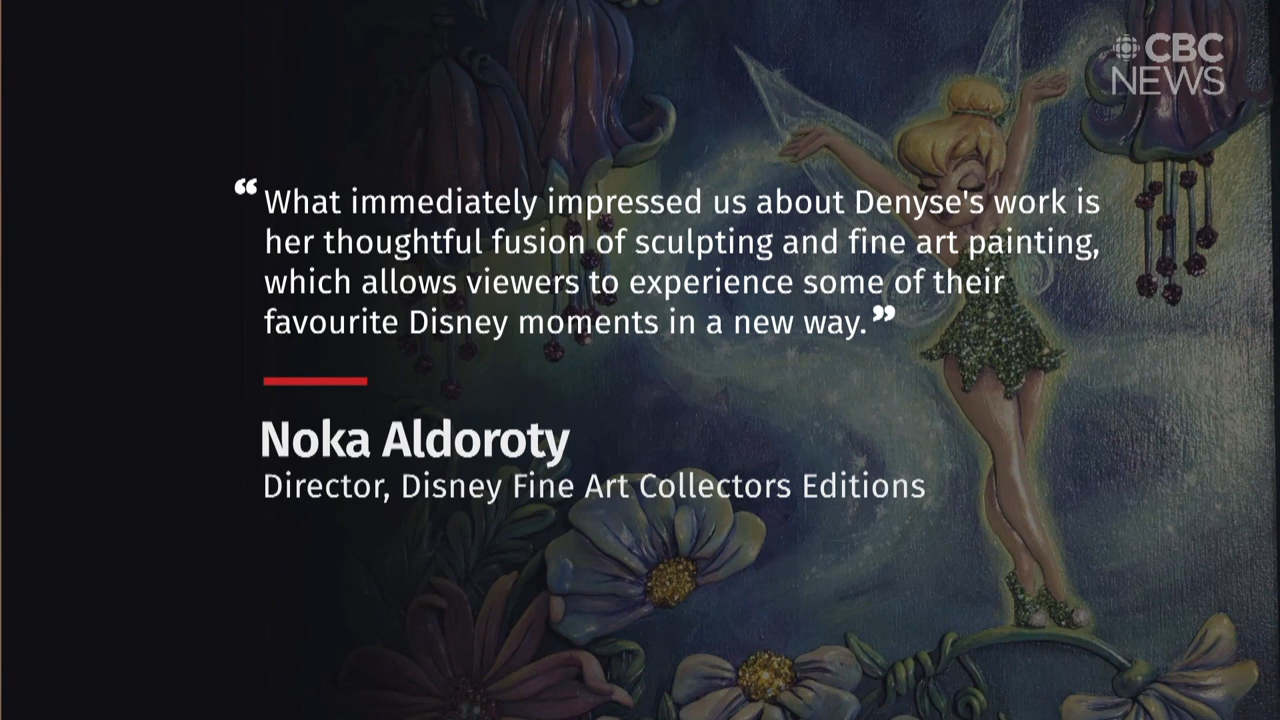 CBC
NEWS
“What immediately impressed us about Denyse's work is
her thoughtful fusion of sculpting and fine art painting,
which allows viewers to experience some of their
favourite Disney moments in a new way.”
Noka Aldoroty
Director, Disney Fine Art Collectors Editions